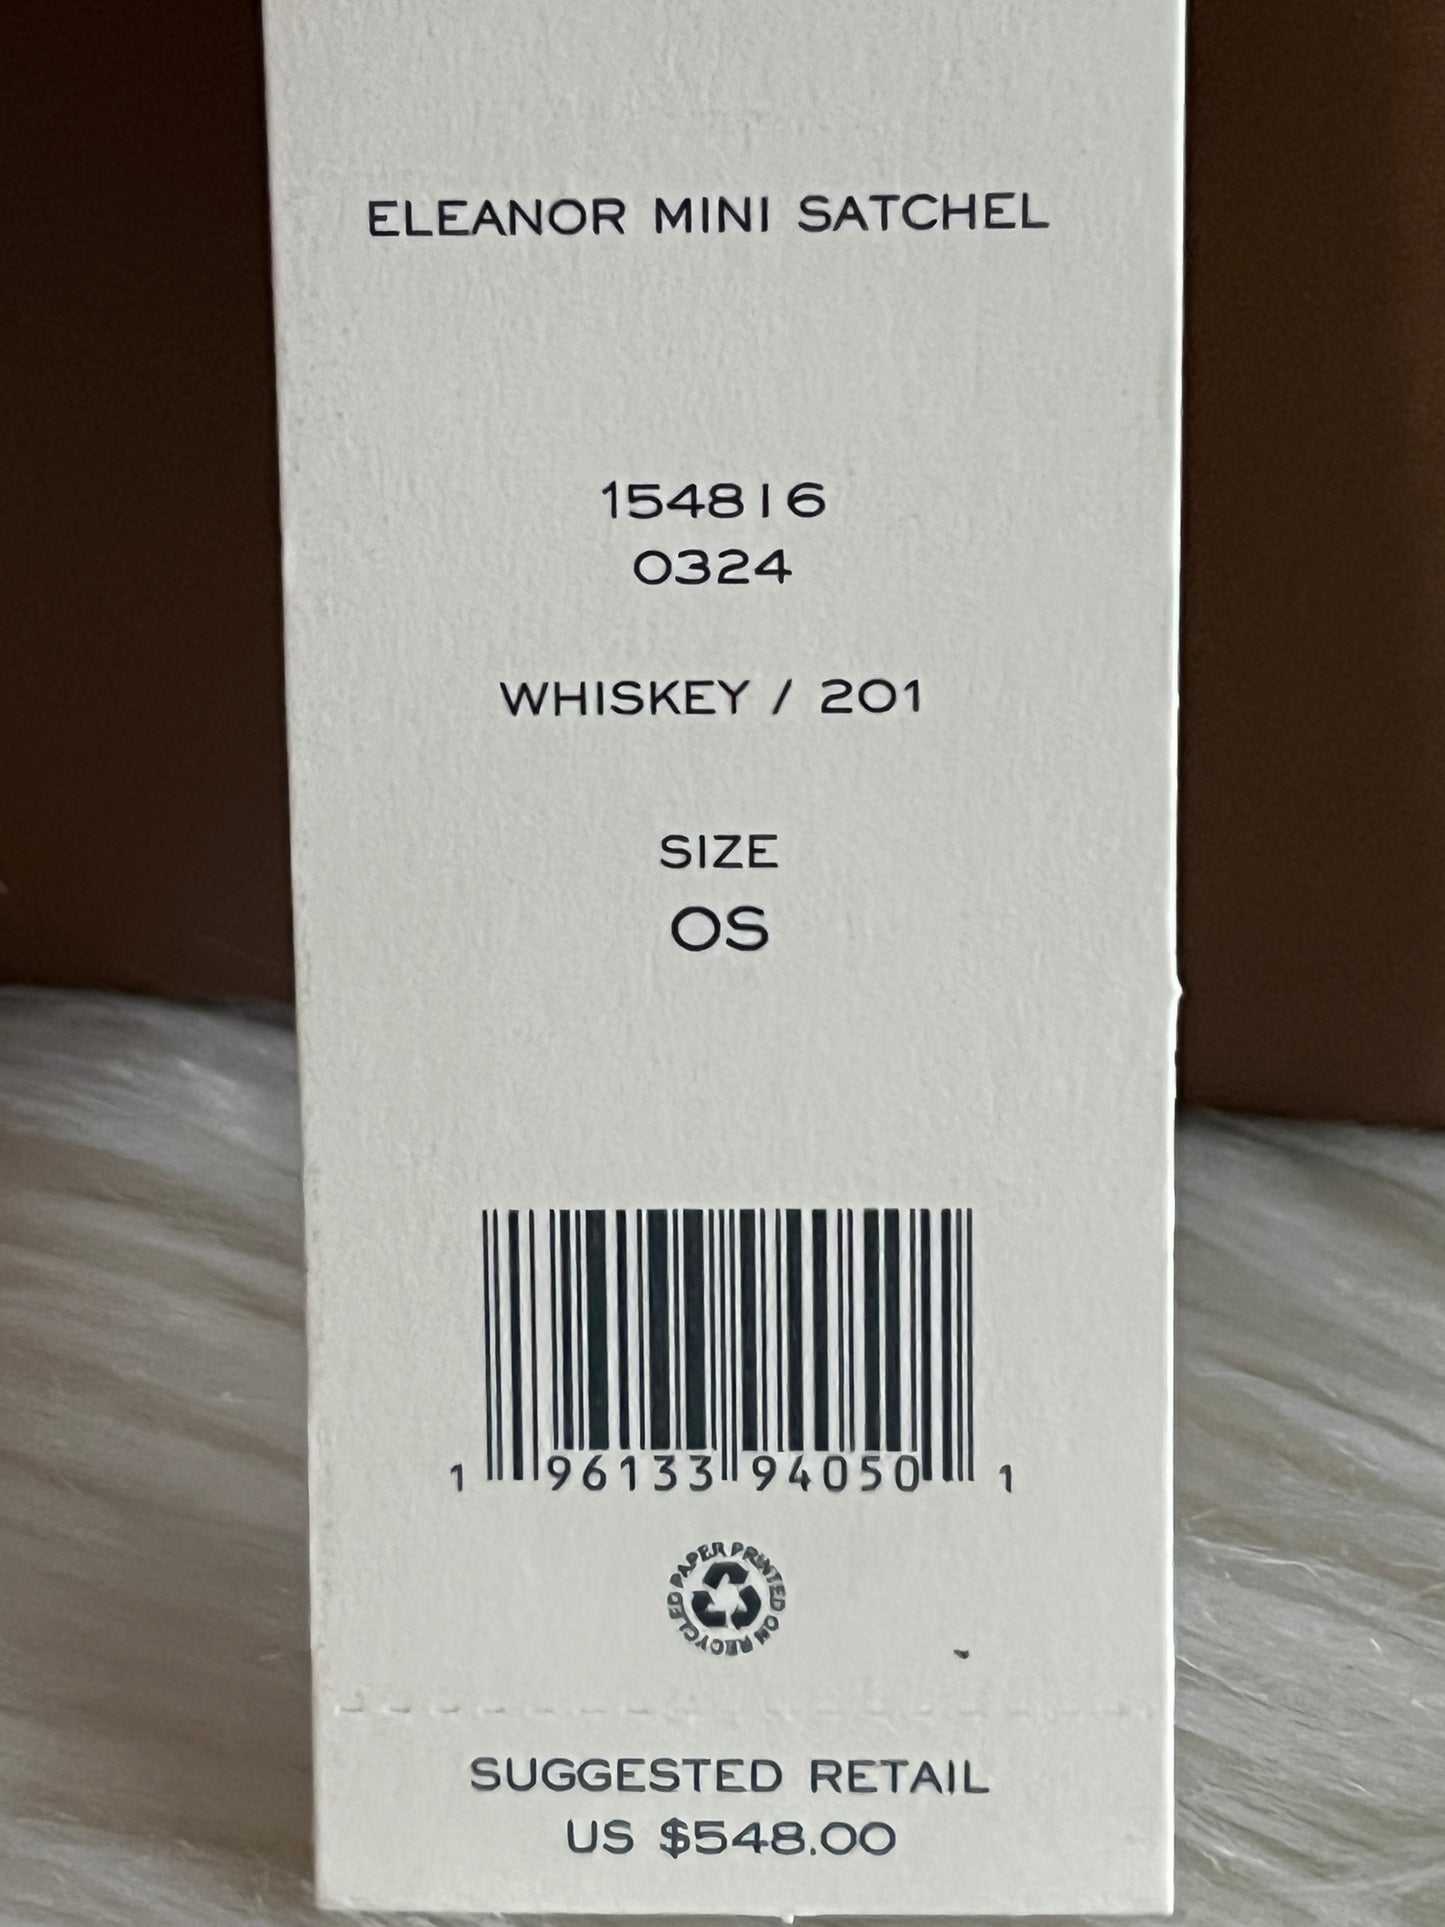 ELEANOR MINI SATCHEL
154816
0324
WHISKEY / 201
SIZE
OS
1 96133 94050 1
PRINTED ON RECYCLED PAPER
SUGGESTED RETAIL
US $548.00